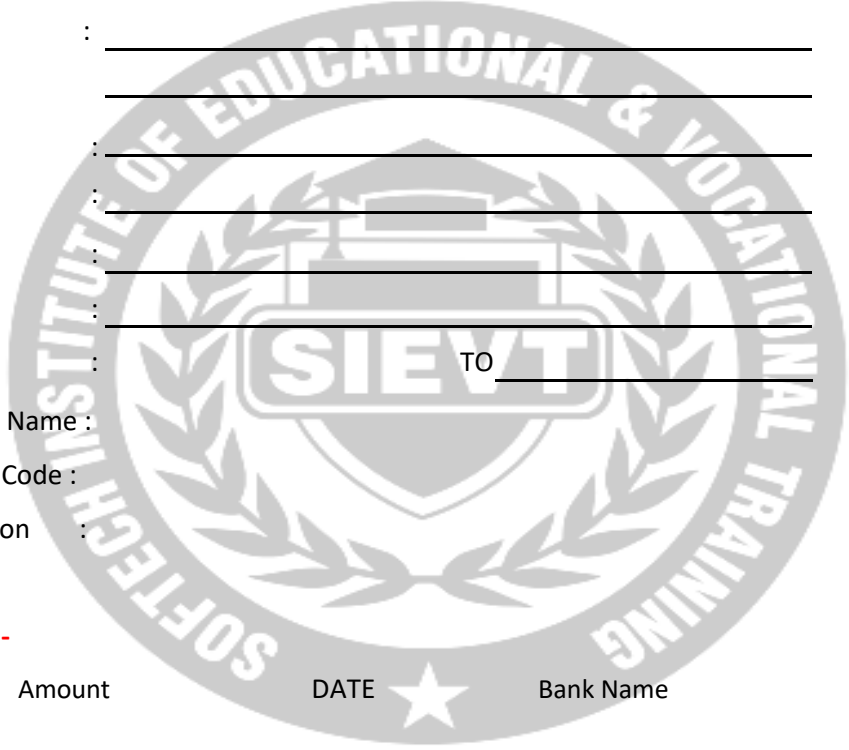 :
:
:
:
:
: TO
Name :
Code :
on :
-
Amount DATE Bank Name
SOFTECH INSTITUTE OF EDUCATIONAL & VOCATIONAL TRAINING
SIEVT